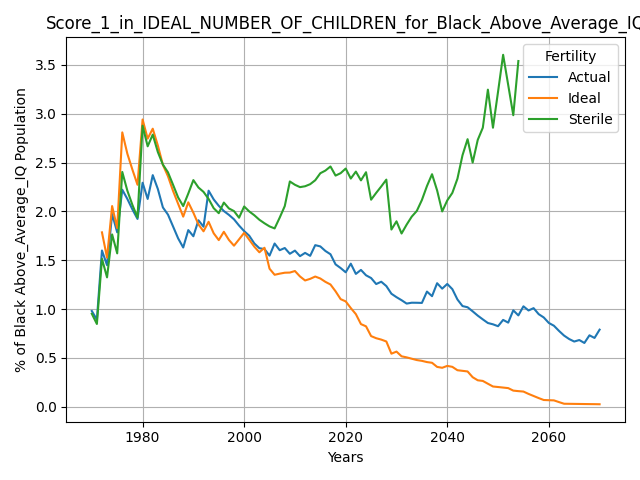 Score_1_in_IDEAL_NUMBER_OF_CHILDREN_for_Black_Above_Average_IQ
Fertility
Actual
Ideal
Sterile
3.5
3.0
2.5
2.0
1.5
1.0
0.5
0.0
% of Black Above_Average_IQ Population
1980
2000
2020
2040
2060
Years